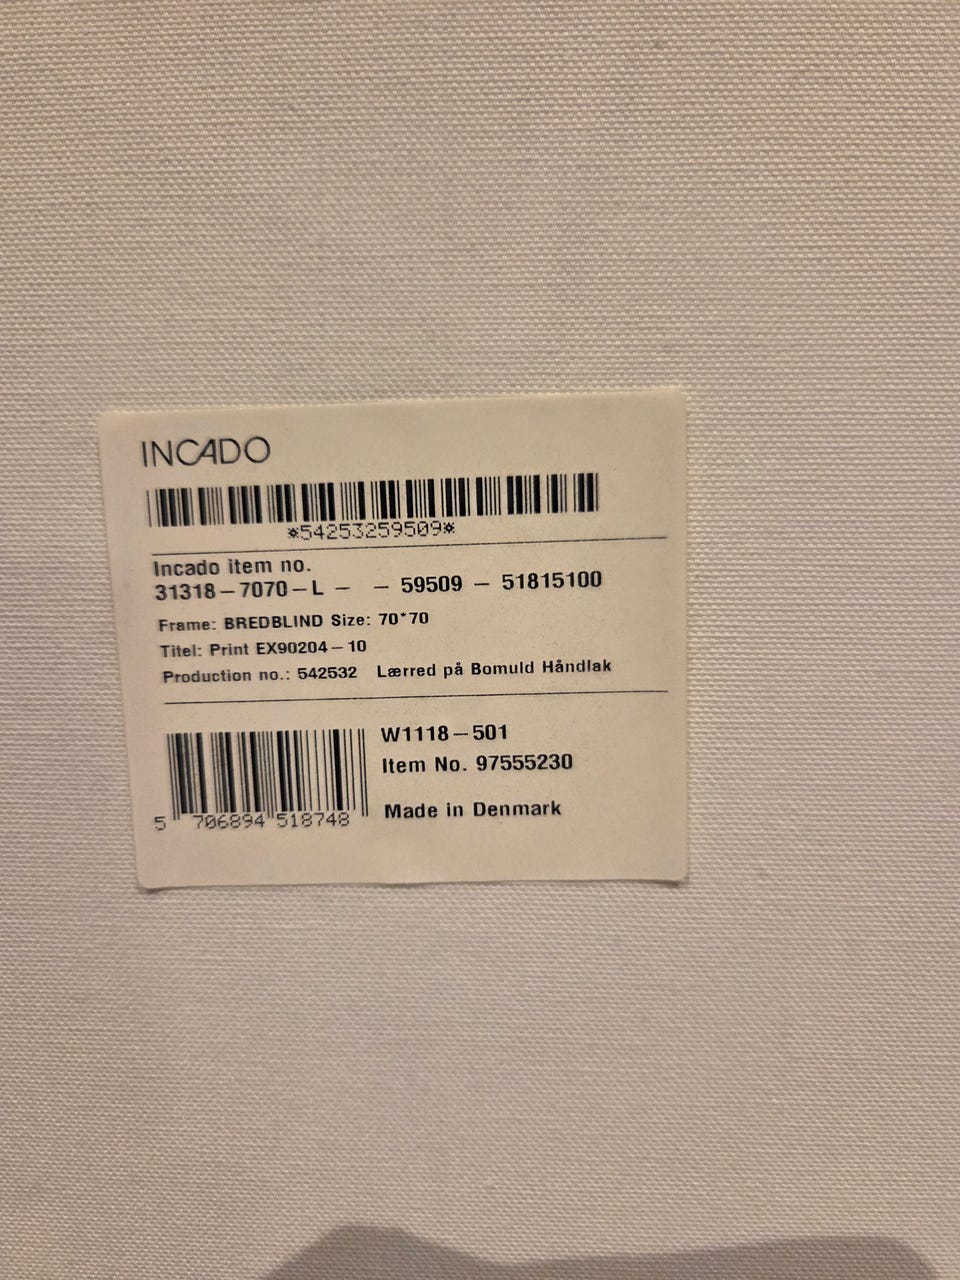 INCADO
*54253259509*
Incado item no.
31318-7070-L - - 59509 - 51815100
Frame: BREDBLIND Size: 70*70
Titel: Print EX90204-10
Production no.: 542532 Lærred på Bomuld Håndlak
W1118-501
Item No. 97555230
Made in Denmark
5 706894 518748